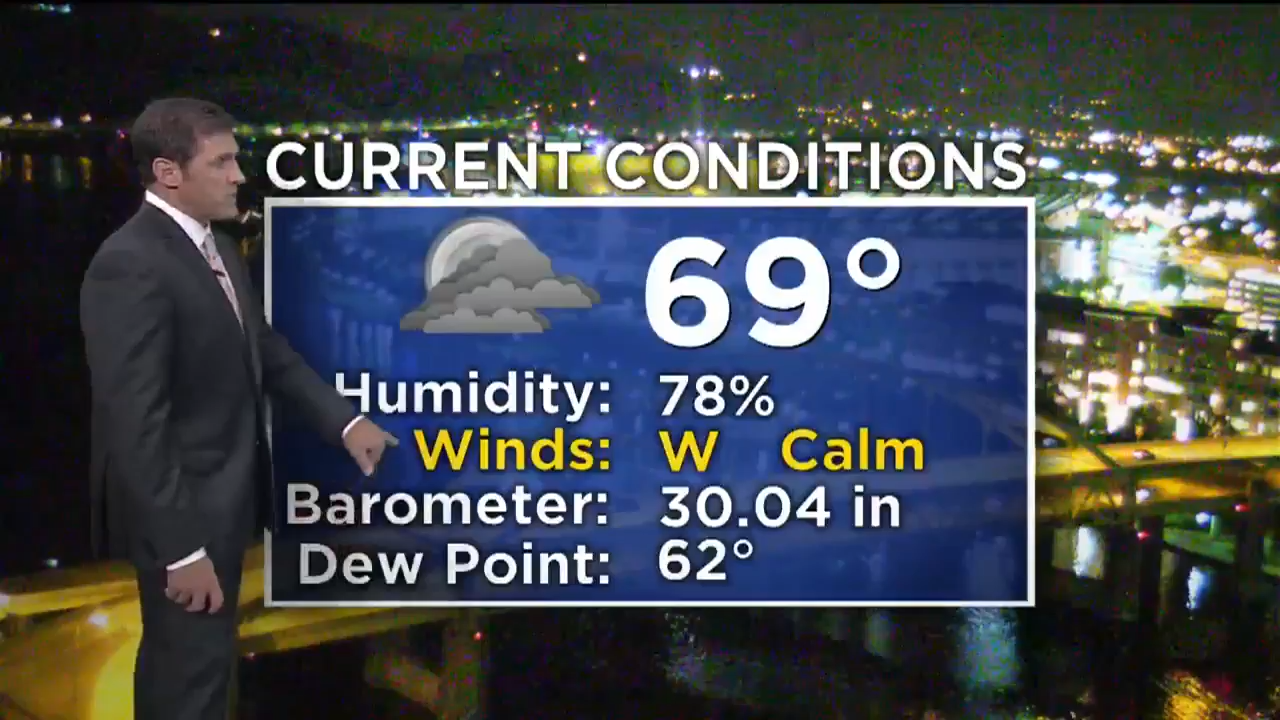 CURRENT CONDITIONS
69°
Humidity: 78%
Winds: W Calm
Barometer: 30.04 in
Dew Point: 62°